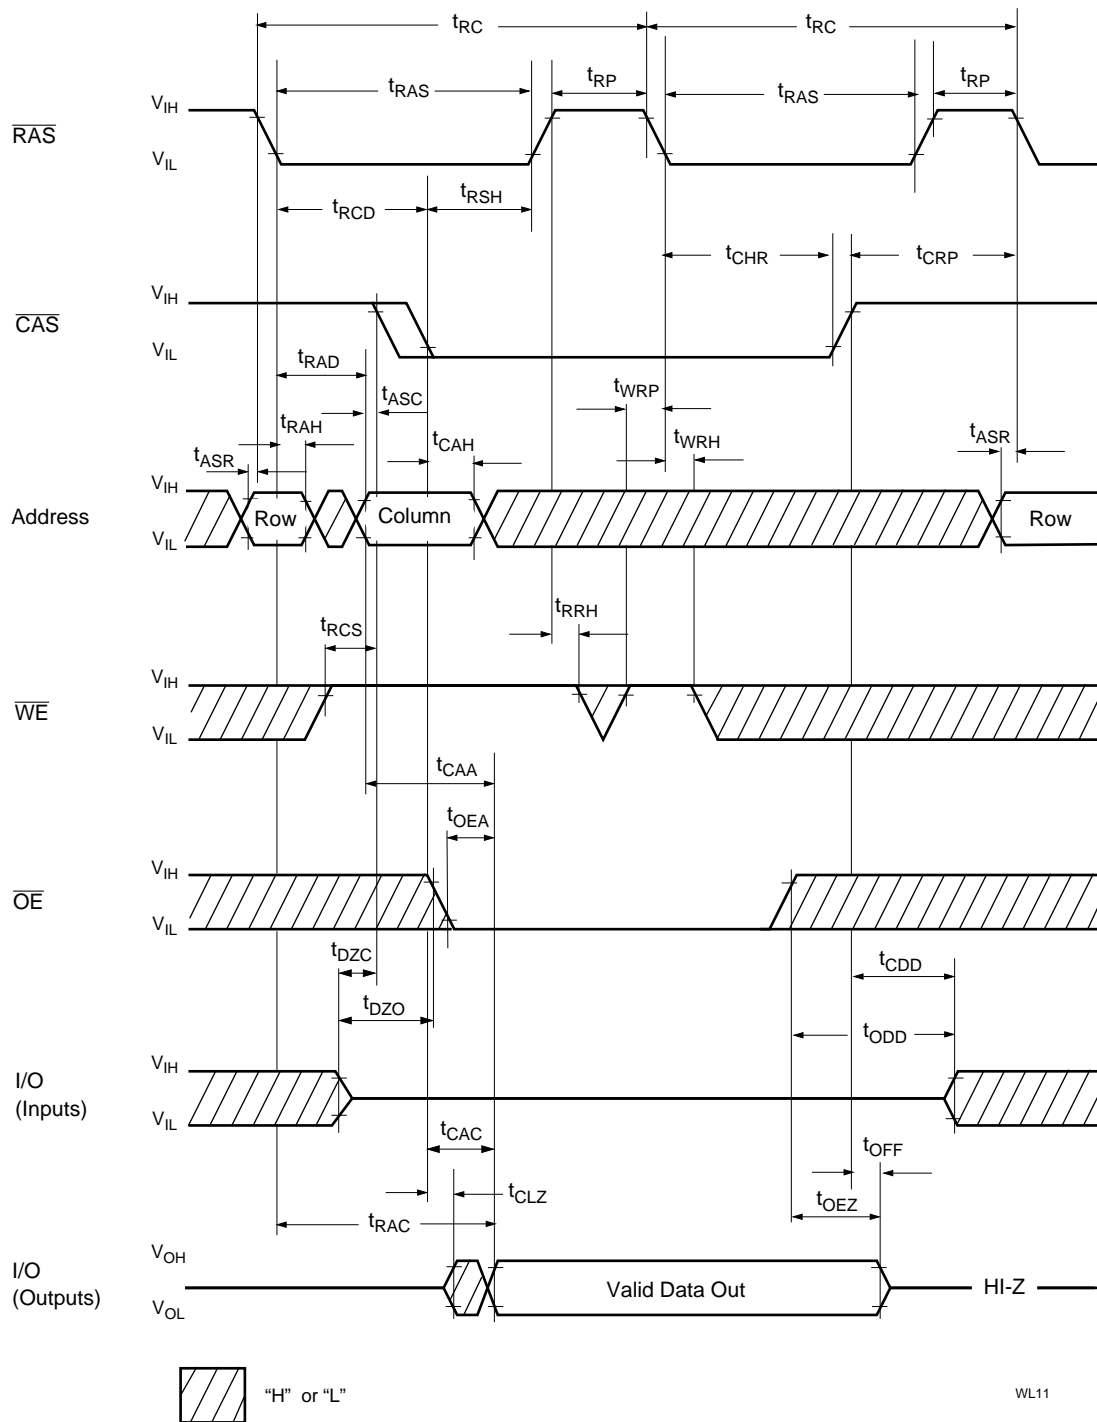 tRC tRC
tRAS tRP tRAS tRP
VIH
RAS
VIL
tRCD tRSH
tCHR tCRP
VIH
CAS
VIL
tRAD
tASC tWRP
tRAH tCAH tWRH
tASR tASR
VIH
Address Row Column Row
VIL
tRRH
tRCS
VIH
WE
VIL
tCAA
tOEA
VIH
OE
VIL
tDZC tCDD
tDZO tODD
VIH
I/O
(Inputs)
VIL
tCAC tOFF
tCLZ tOEZ
tRAC
VOH
I/O
(Outputs) Valid Data Out HI-Z
VOL
“H” or “L”
WL11